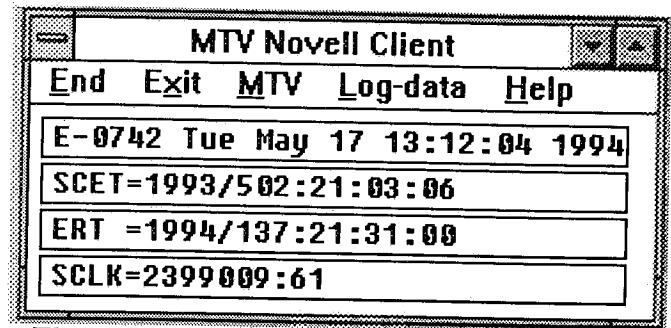 MTV Novell Client
End Exit MTV Log-data Help
E-0742 Tue May 17 13:12:04 1994
SCET=1993/502:21:03:06
ERT =1994/137:21:31:00
SCLK=2399009:61